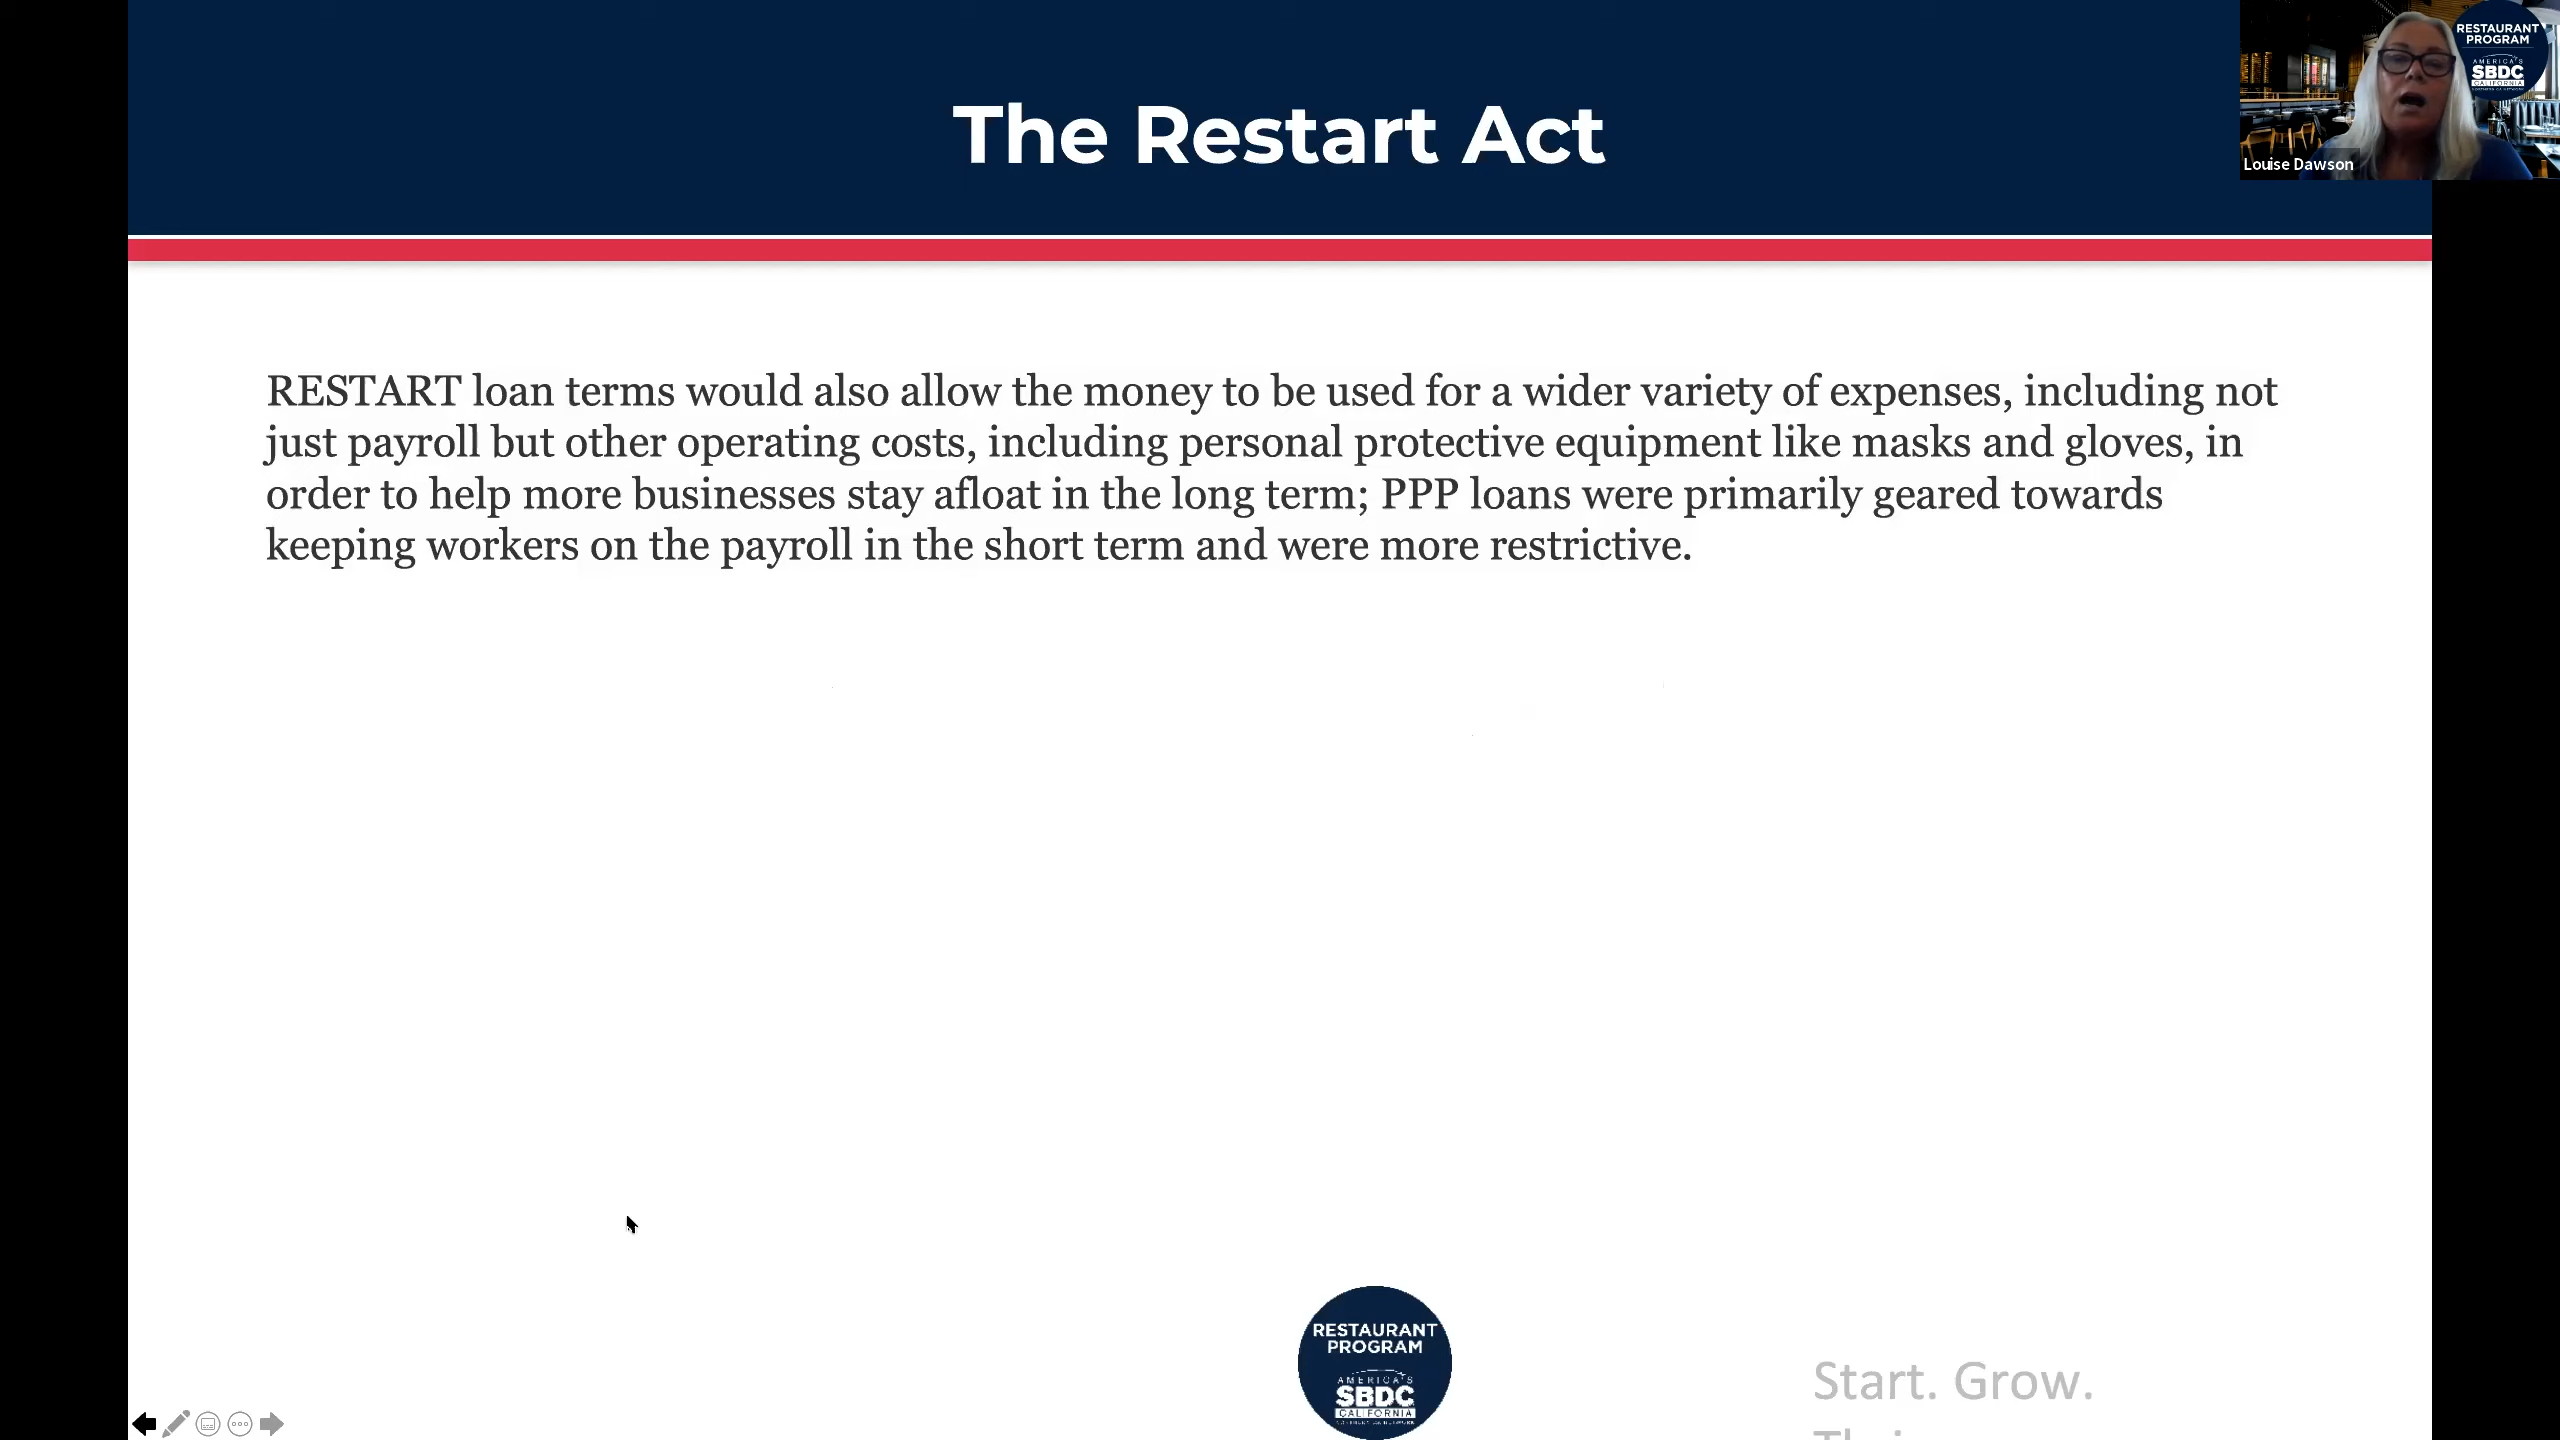 The Restart Act
RESTAURANT
PROGRAM
AMERICA'S
SBDC
CALIFORNIA
Louise Dawson
RESTART loan terms would also allow the money to be used for a wider variety of expenses, including not
just payroll but other operating costs, including personal protective equipment like masks and gloves, in
order to help more businesses stay afloat in the long term; PPP loans were primarily geared towards
keeping workers on the payroll in the short term and were more restrictive.
RESTAURANT
PROGRAM
AMERICA'S
SBDC
CALIFORNIA
Start. Grow.